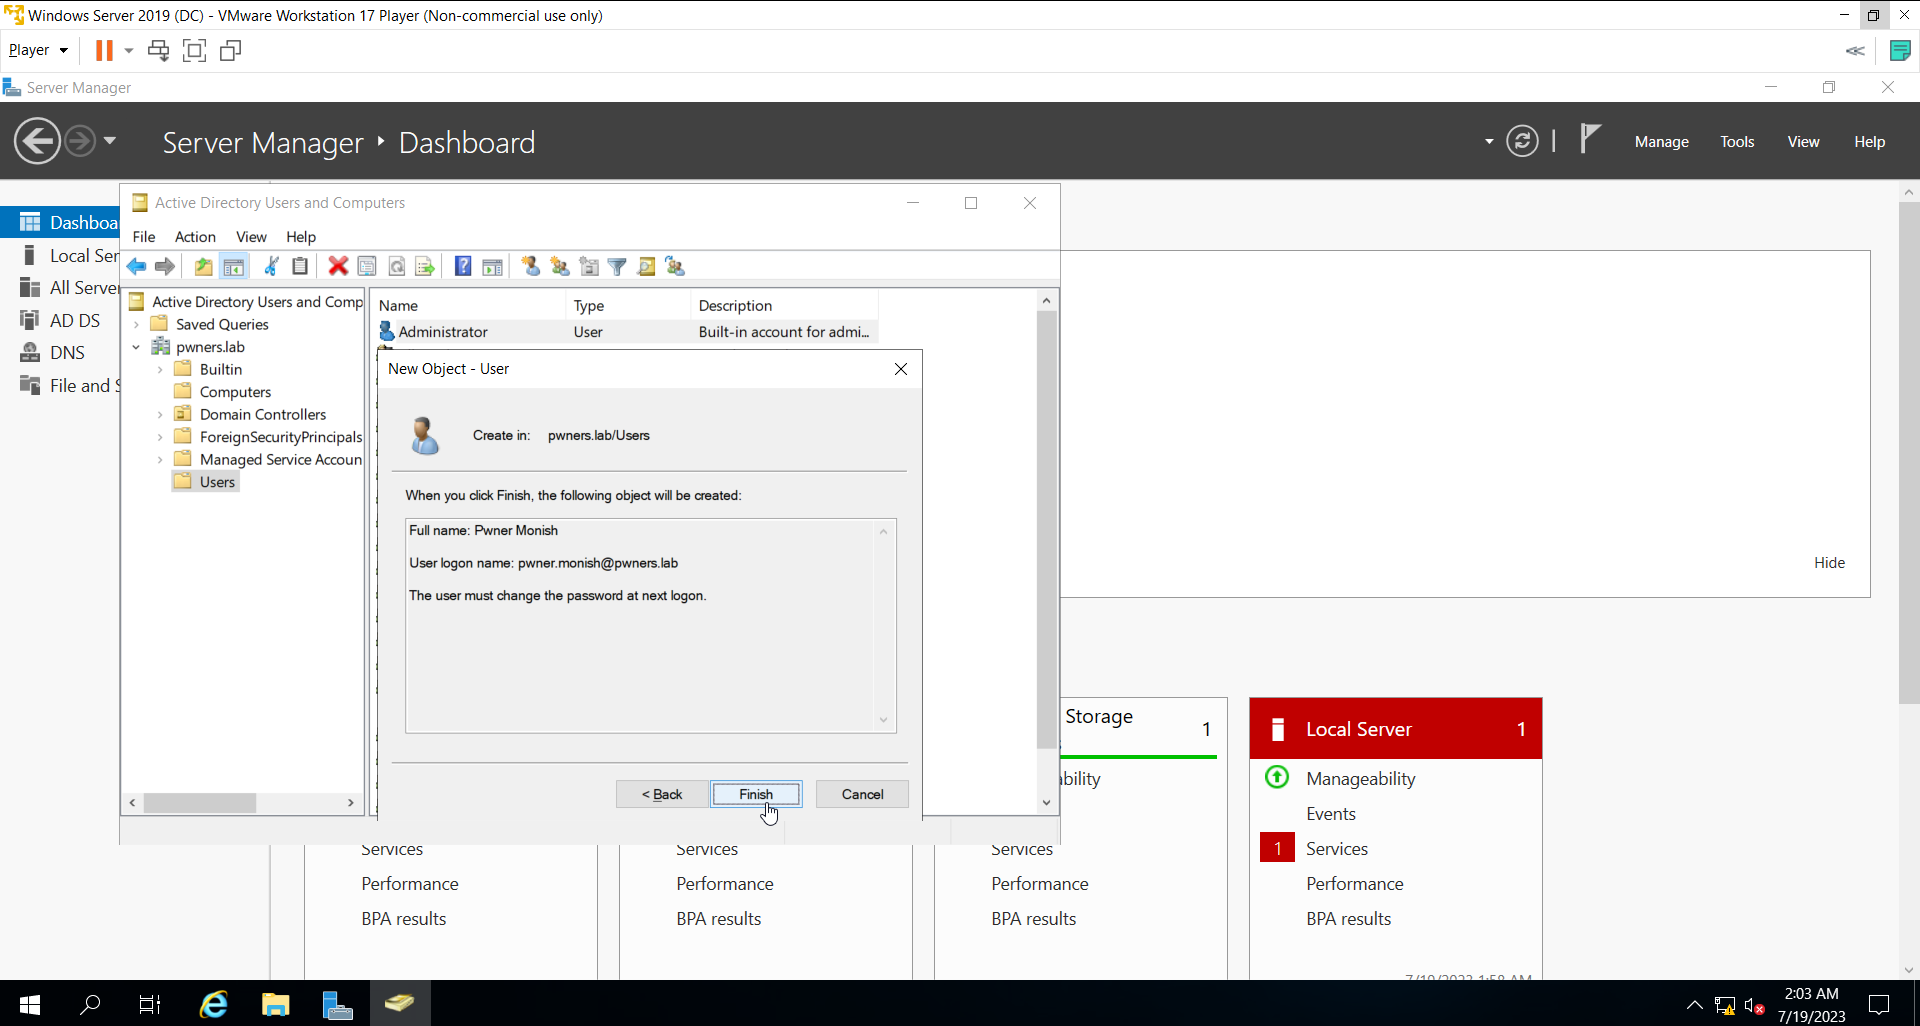 Windows Server 2019 (DC) - VMware Workstation 17 Player (Non-commercial use only)
Player
Server Manager
Server Manager Dashboard
Manage Tools View Help
Dashboa
Local Ser
All Server
AD DS
DNS
File and S
Active Directory Users and Computers
File Action View Help
Active Directory Users and Comp
Saved Queries
pwners.lab
Builtin
Computers
Domain Controllers
ForeignSecurityPrincipals
Managed Service Accoun
Users
Name Type Description
Administrator User Built-in account for admi...
New Object - User
Create in: pwners.lab/Users
When you click Finish, the following object will be created:
Full name: Pwner Monish
User logon name: pwner.monish@pwners.lab
The user must change the password at next logon.
< Back Finish Cancel
Hide
Services
Performance
BPA results
Services
Performance
BPA results
Storage 1
ability
Services
Performance
BPA results
Local Server 1
Manageability
Events
1 Services
Performance
BPA results
7/19/2023 1:58 AM
2:03 AM
7/19/2023